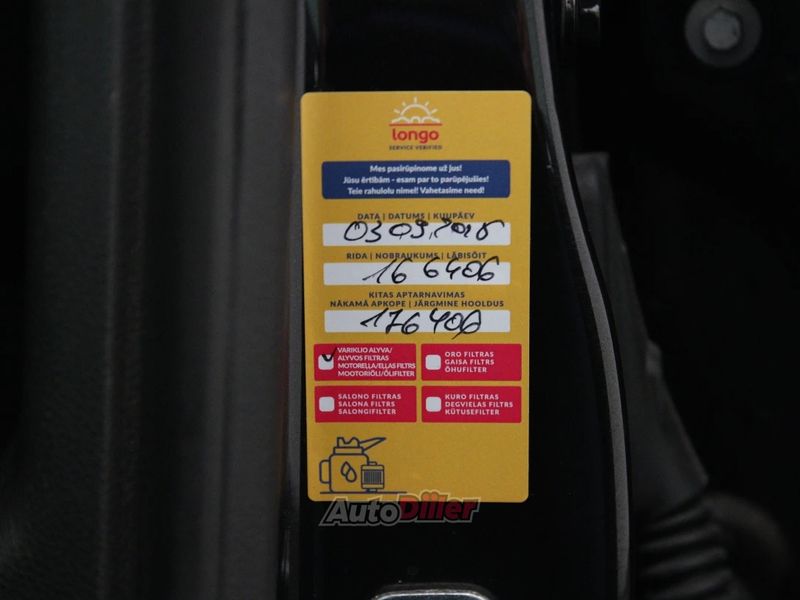 longo
SERVICE VERIFIED
Mes pasirūpinome už jus!
Jūsu ērtībām - esam par to parūpējušies!
Teie rahulolu nimel! Vahetasime need!
DATA | DATUMS | KUUPÄEV
03 09.
RIDA | NOBRAUKUMS | LÄBISÕIT
166406
KITAS APTARNAVIMAS
NĀKAMĀ APKOPE | JÄRGMINE HOOLDUS
176400
VARIKLIO ALYVA/
ALYVOS FILTRAS
MOTORELLA/EĻĻAS FILTRS
MOOTORIÕLI/ÕLIFILTER
ORO FILTRAS
GAISA FILTRS
ÕHUFILTER
SALONO FILTRAS
SALONA FILTRS
SALONGIFILTER
KURO FILTRAS
DEGVIELAS FILTRS
KÜTUSEFILTER
AutoDiller